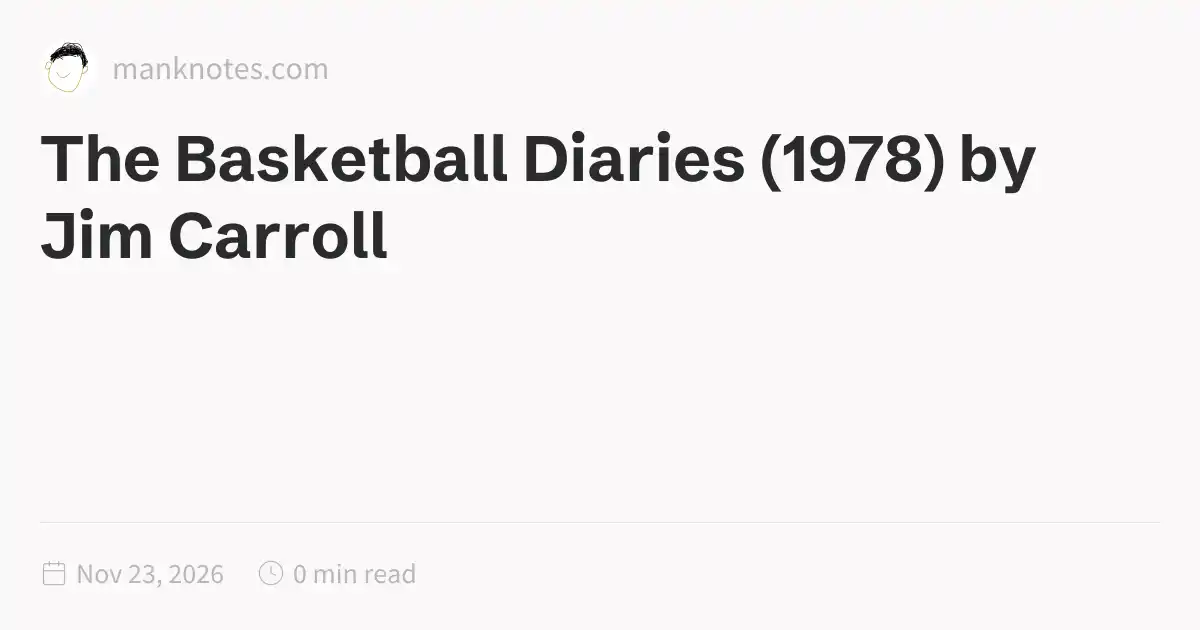 manknotes.com
The Basketball Diaries (1978) by
Jim Carroll
Nov 23, 2026 0 min read